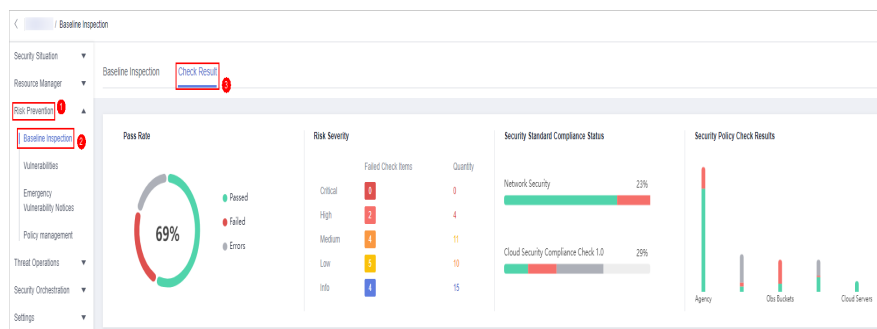 / Baseline Inspection
Security Situation
Resource Manager
Risk Prevention 1
Baseline Inspection 2
Vulnerabilities
Emergency
Vulnerability Notices
Policy management
Threat Operations
Security Orchestration
Settings
Baseline Inspection Check Result 3
Pass Rate
69%
Passed
Failed
Errors
Risk Severity
Failed Check Items Quantity
Critical 0 0
High 2 4
Medium 4 11
Low 5 10
Info 4 15
Security Standard Compliance Status
Network Security 23%
Cloud Security Compliance Check 1.0 29%
Security Policy Check Results
Agency Obs Buckets Cloud Servers